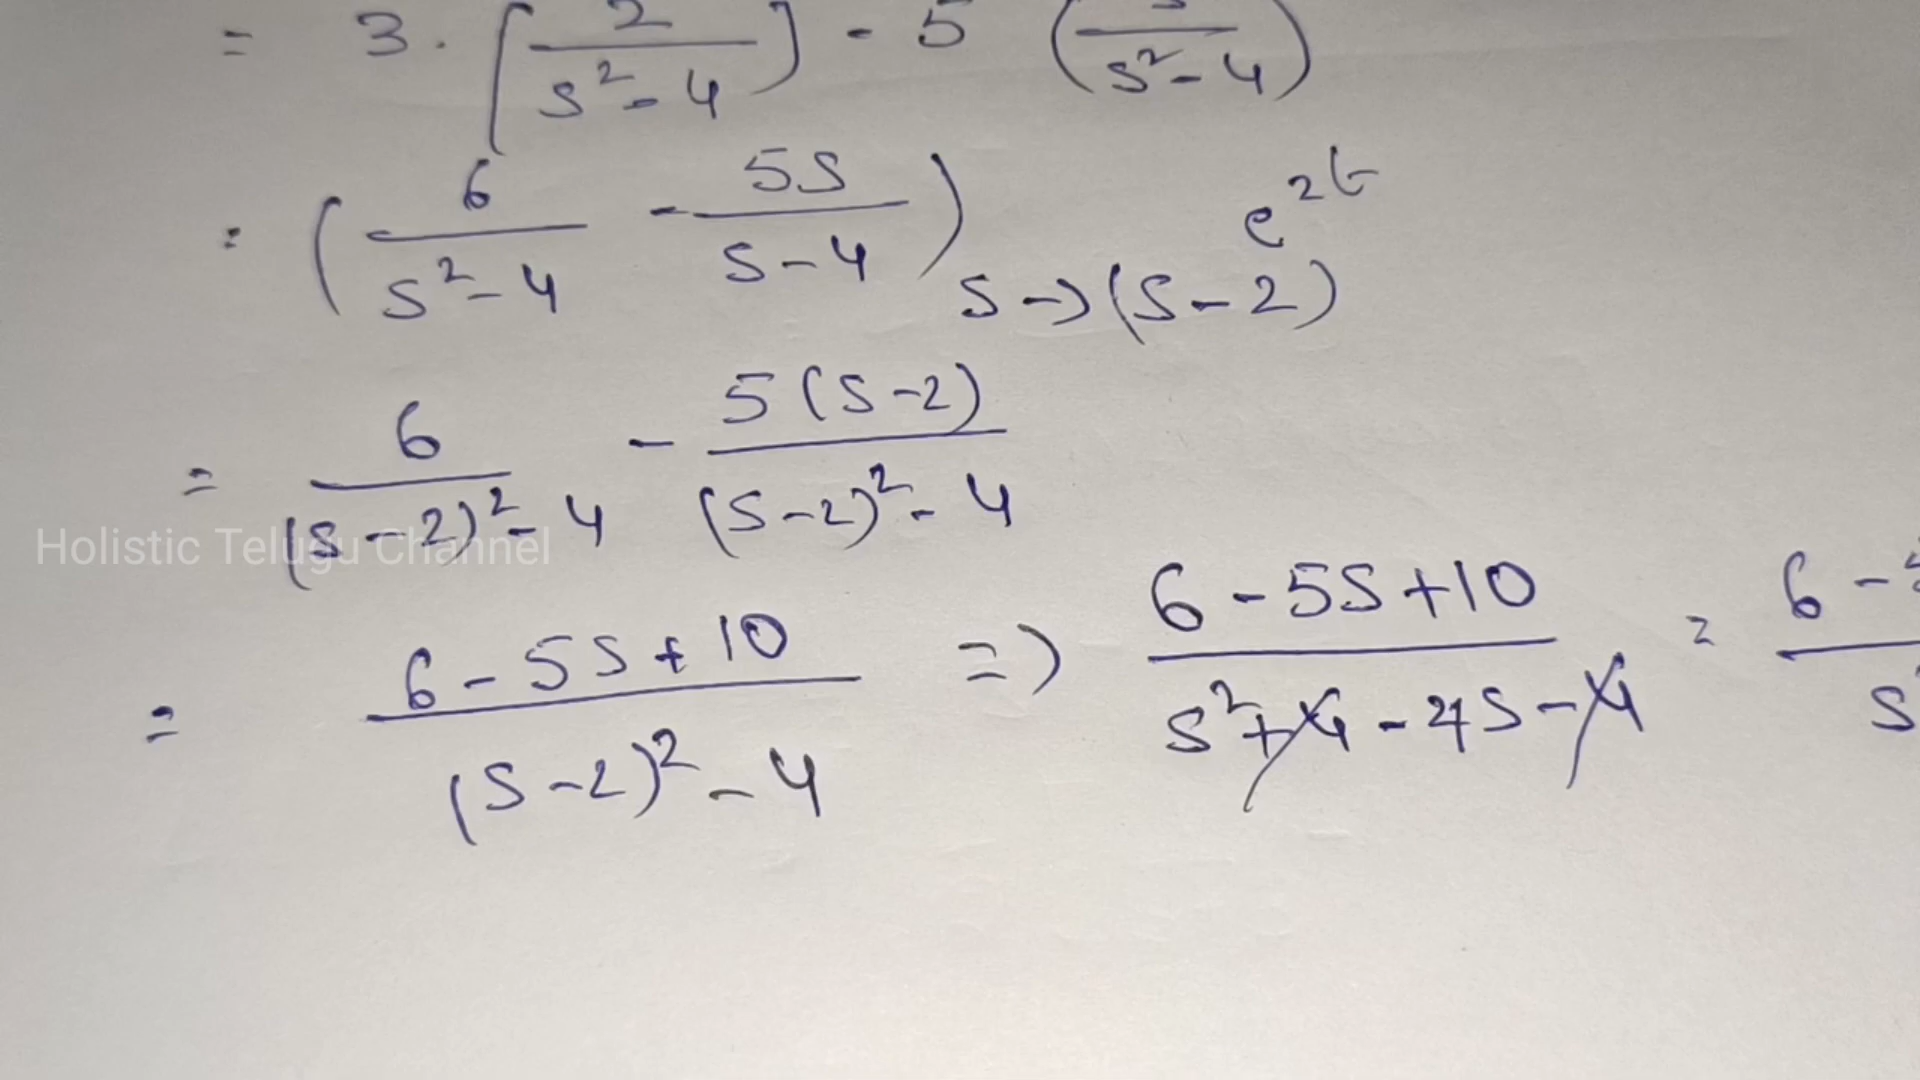 = 3 . [ 2 / (s² - 4) ] - 5 ( s / (s² - 4) )
= ( 6 / (s² - 4) - 5s / (s - 4) ) s → (s - 2) e^{2t}
= 6 / ((s - 2)² - 4) - 5(s - 2) / ((s - 2)² - 4)
Holistic Telugu Channel
= (6 - 5s + 10) / ((s - 2)² - 4) => (6 - 5s + 10) / (s² + 4 - 4s - 4) = 6 - / s